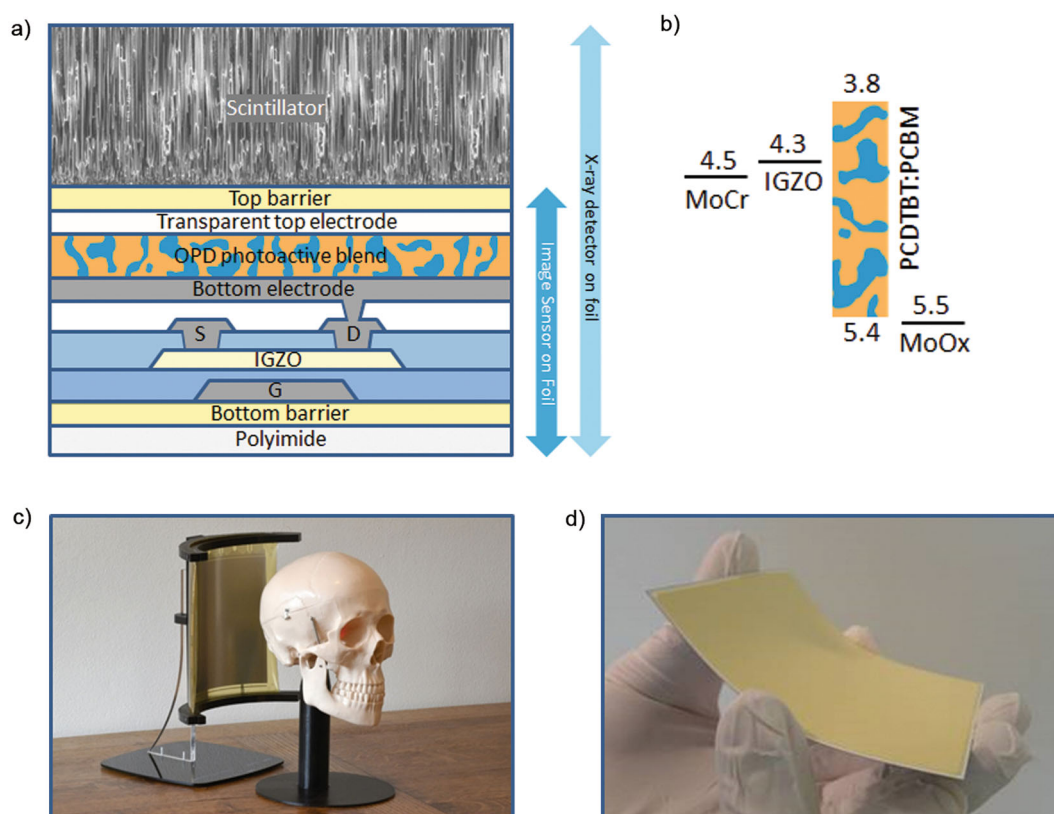 a)
Scintillator
Top barrier
Transparent top electrode
OPD photoactive blend
Bottom electrode
S
D
IGZO
G
Bottom barrier
Polyimide
Image Sensor on Foil
X-ray detector on foil
b)
3.8
4.5
MoCr
4.3
IGZO
PCDTBT:PCBM
5.4
5.5
MoOx
c)
d)